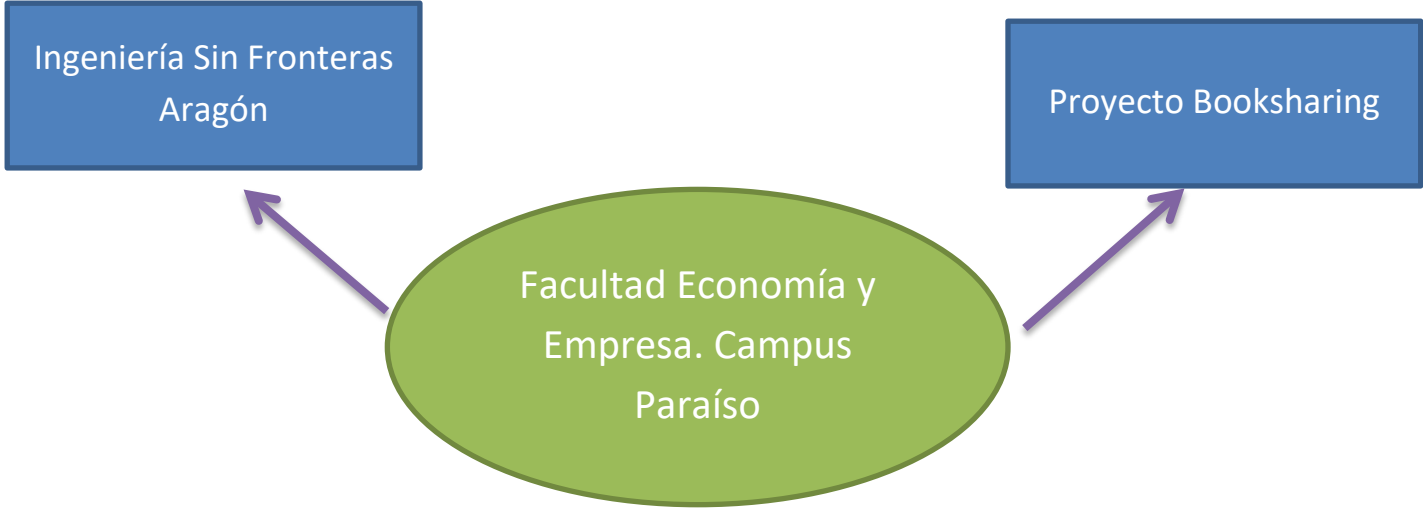 Ingeniería Sin Fronteras
Aragón
Proyecto Booksharing
Facultad Economía y
Empresa. Campus
Paraíso